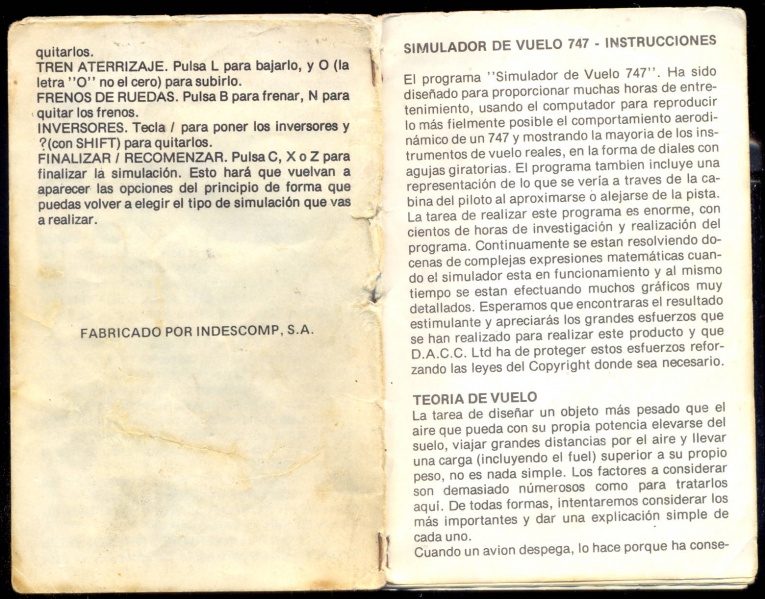 quitarlos.
TREN ATERRIZAJE. Pulsa L para bajarlo, y O (la
letra ''O'' no el cero) para subirlo.
FRENOS DE RUEDAS. Pulsa B para frenar, N para
quitar los frenos.
INVERSORES. Tecla / para poner los inversores y
?(con SHIFT) para quitarlos.
FINALIZAR / RECOMENZAR. Pulsa C, X o Z para
finalizar la simulación. Esto hará que vuelvan a
aparecer las opciones del principio de forma que
puedas volver a elegir el tipo de simulación que vas
a realizar.
FABRICADO POR INDESCOMP, S.A.
SIMULADOR DE VUELO 747 - INSTRUCCIONES
El programa ''Simulador de Vuelo 747''. Ha sido
diseñado para proporcionar muchas horas de entre-
tenimiento, usando el computador para reproducir
lo más fielmente posible el comportamiento aerodi-
námico de un 747 y mostrando la mayoria de los ins-
trumentos de vuelo reales, en la forma de diales con
agujas giratorias. El programa tambien incluye una
representación de lo que se vería a traves de la ca-
bina del piloto al aproximarse o alejarse de la pista.
La tarea de realizar este programa es enorme, con
cientos de horas de investigación y realización del
programa. Continuamente se estan resolviendo do-
cenas de complejas expresiones matemáticas cuan-
do el simulador esta en funcionamiento y al mismo
tiempo se estan efectuando muchos gráficos muy
detallados. Esperamos que encontraras el resultado
estimulante y apreciarás los grandes esfuerzos que
se han realizado para realizar este producto y que
D.A.C.C. Ltd ha de proteger estos esfuerzos refor-
zando las leyes del Copyright donde sea necesario.
TEORIA DE VUELO
La tarea de diseñar un objeto más pesado que el
aire que pueda con su propia potencia elevarse del
suelo, viajar grandes distancias por el aire y llevar
una carga (incluyendo el fuel) superior a su propio
peso, no es nada simple. Los factores a considerar
son demasiado númerosos como para tratarlos
aqui. De todas formas, intentaremos considerar los
más importantes y dar una explicación simple de
cada uno.
Cuando un avion despega, lo hace porque ha conse-